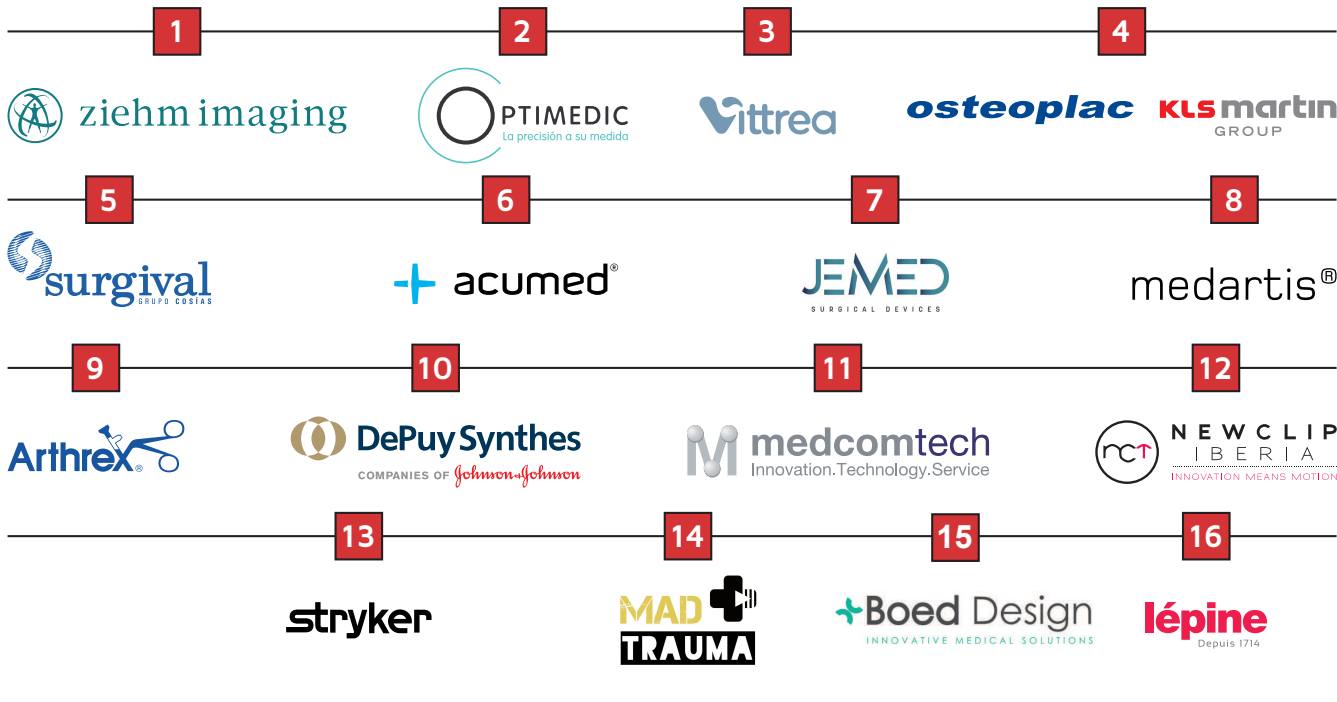 1
2
3
4
ziehm imaging
OPTIMEDIC
La precisión a su medida
Vittrea
osteoplac
KLS martin
GROUP
5
6
7
8
surgival
GRUPO COSÍAS
acumed®
JEMED
SURGICAL DEVICES
medartis®
9
10
11
12
Arthrex®
DePuy Synthes
COMPANIES OF Johnson & Johnson
medcomtech
Innovation.Technology.Service
nct
NEWCLIP
IBERIA
INNOVATION MEANS MOTION
13
14
15
16
stryker
MAD
TRAUMA
Boed Design
INNOVATIVE MEDICAL SOLUTIONS
lépine
Depuis 1714